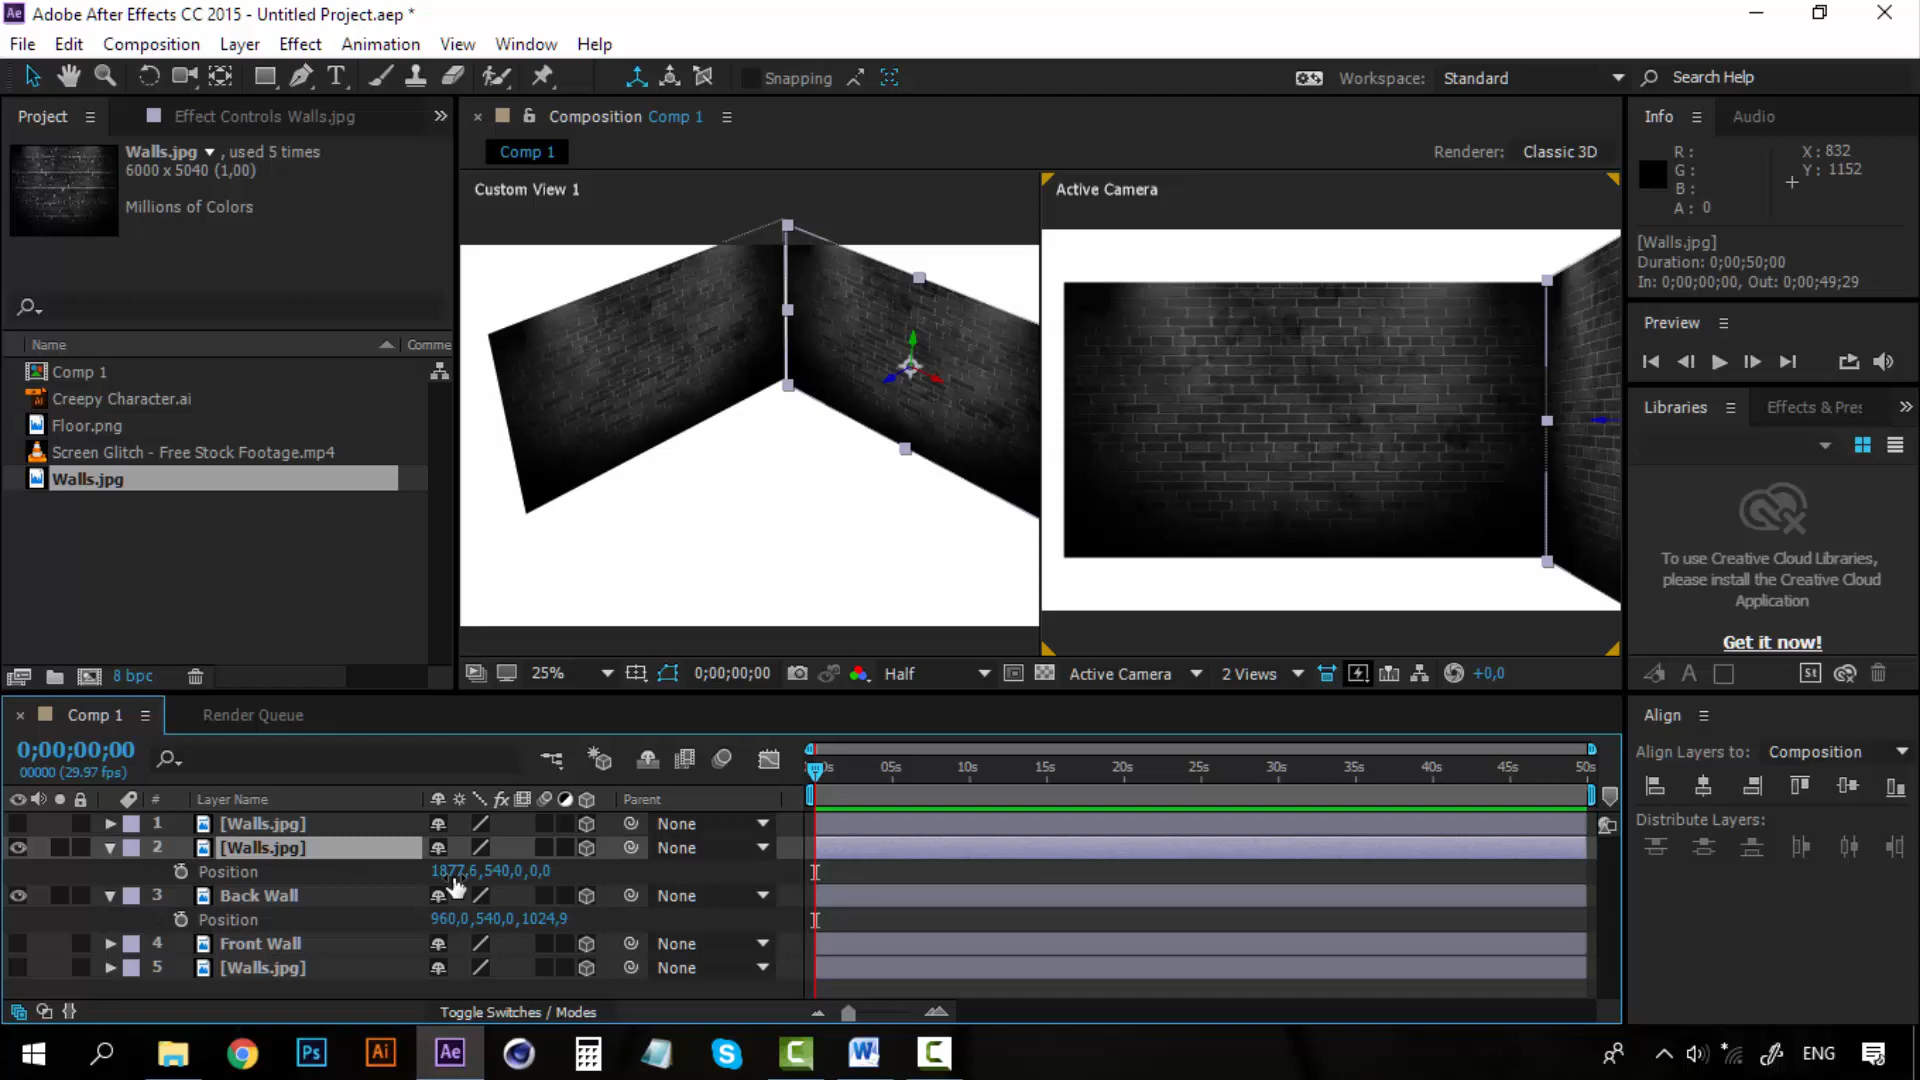 Adobe After Effects CC 2015 - Untitled Project.aep *
File Edit Composition Layer Effect Animation View Window Help
Snapping
Workspace: Standard
Search Help
Project
Effect Controls Walls.jpg
Walls.jpg , used 5 times
6000 x 5040 (1,00)
Millions of Colors
Name
Comme
Comp 1
Creepy Character.ai
Floor.png
Screen Glitch - Free Stock Footage.mp4
Walls.jpg
8 bpc
Composition Comp 1
Comp 1
Renderer: Classic 3D
Custom View 1
Active Camera
25%
0;00;00;00
Half
Active Camera
2 Views
+0,0
Info
Audio
R :
G :
B :
A : 0
X : 832
Y : 1152
[Walls.jpg]
Duration: 0;00;50;00
In: 0;00;00;00, Out: 0;00;49;29
Preview
Libraries
Effects & Pres
To use Creative Cloud Libraries,
please install the Creative Cloud
Application
Get it now!
St
Comp 1
Render Queue
0;00;00;00
00000 (29.97 fps)
# Layer Name
Parent
05s 10s 15s 20s 25s 30s 35s 40s 45s 50s
1 [Walls.jpg] None
2 [Walls.jpg] None
Position 1877,6,540,0,0,0
3 Back Wall None
Position 960,0,540,0,1024,9
4 Front Wall None
5 [Walls.jpg] None
Toggle Switches / Modes
Align
Align Layers to: Composition
Distribute Layers:
Ps
Ai
Ae
ENG